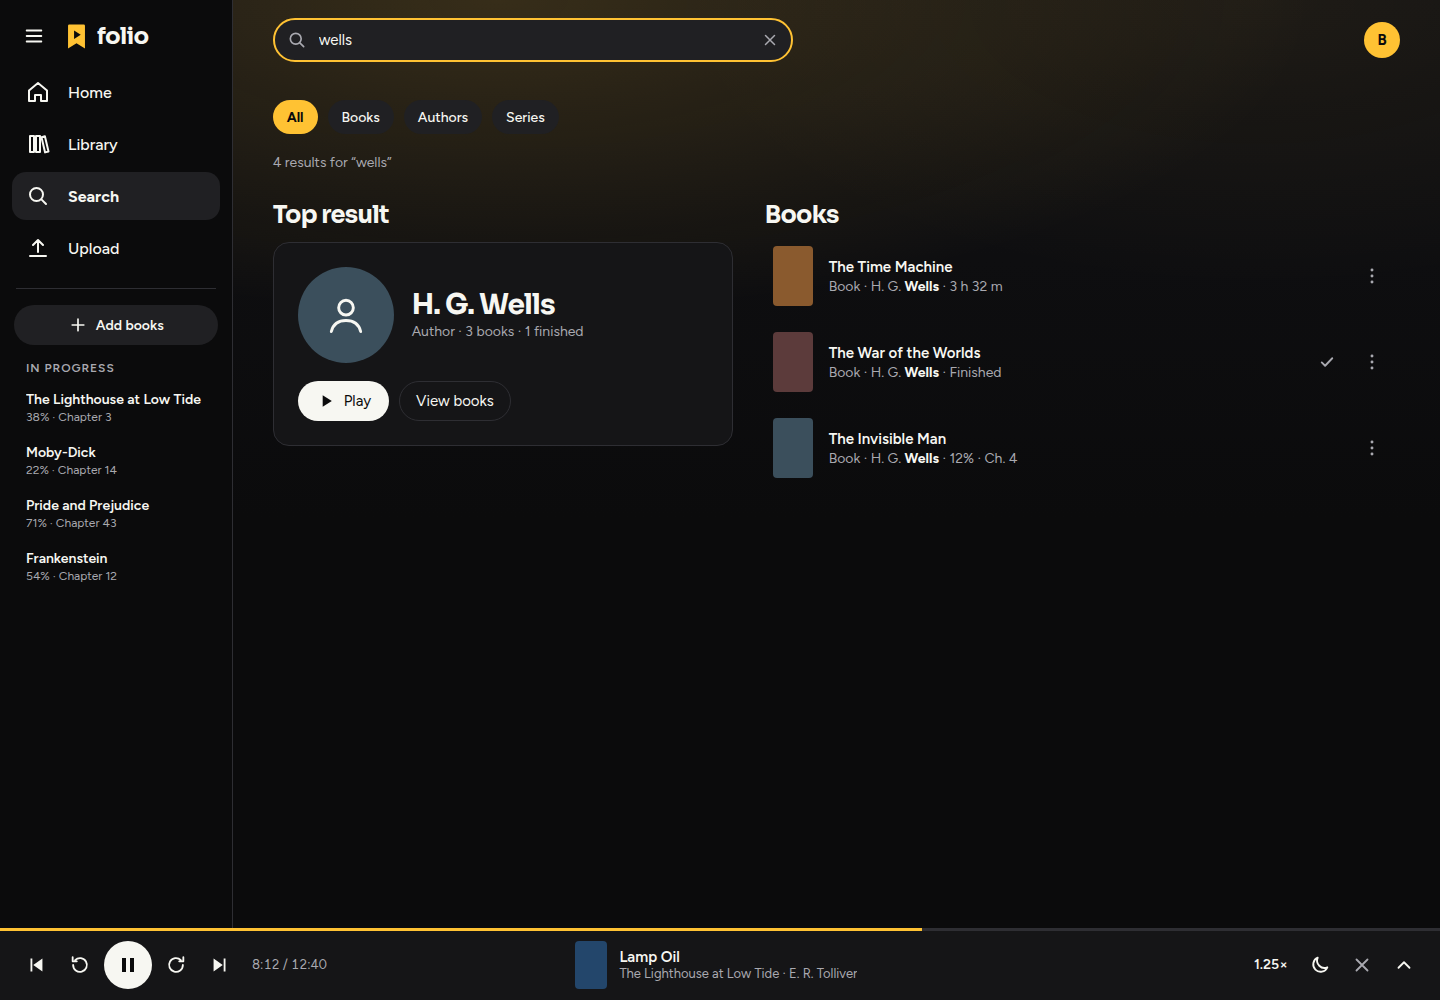 folio
Home
Library
Search
Upload
Add books
IN PROGRESS
The Lighthouse at Low Tide
38% · Chapter 3
Moby-Dick
22% · Chapter 14
Pride and Prejudice
71% · Chapter 43
Frankenstein
54% · Chapter 12
wells
B
All
Books
Authors
Series
4 results for “wells”
Top result
H. G. Wells
Author · 3 books · 1 finished
Play
View books
Books
The Time Machine
Book · H. G. Wells · 3 h 32 m
The War of the Worlds
Book · H. G. Wells · Finished
The Invisible Man
Book · H. G. Wells · 12% · Ch. 4
8:12 / 12:40
Lamp Oil
The Lighthouse at Low Tide · E. R. Tolliver
1.25×